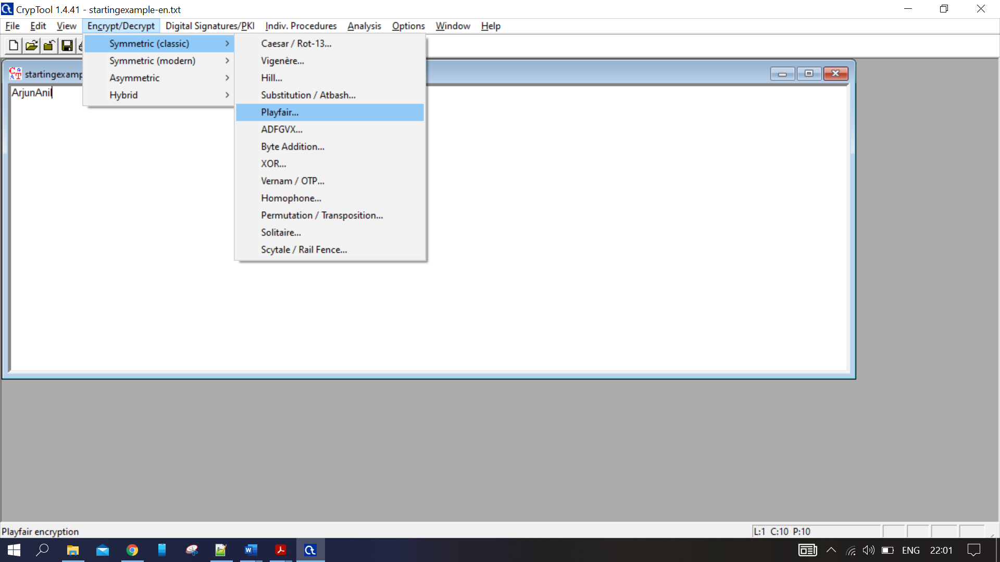 CrypTool 1.4.41 - startingexample-en.txt
File Edit View Encrypt/Decrypt Digital Signatures/PKI Indiv. Procedures Analysis Options Window Help
Symmetric (classic)
Symmetric (modern)
Asymmetric
Hybrid
Caesar / Rot-13...
Vigenère...
Hill...
Substitution / Atbash...
Playfair...
ADFGVX...
Byte Addition...
XOR...
Vernam / OTP...
Homophone...
Permutation / Transposition...
Solitaire...
Scytale / Rail Fence...
startingexamp
ArjunAnil
Playfair encryption
L:1 C:10 P:10
ENG 22:01